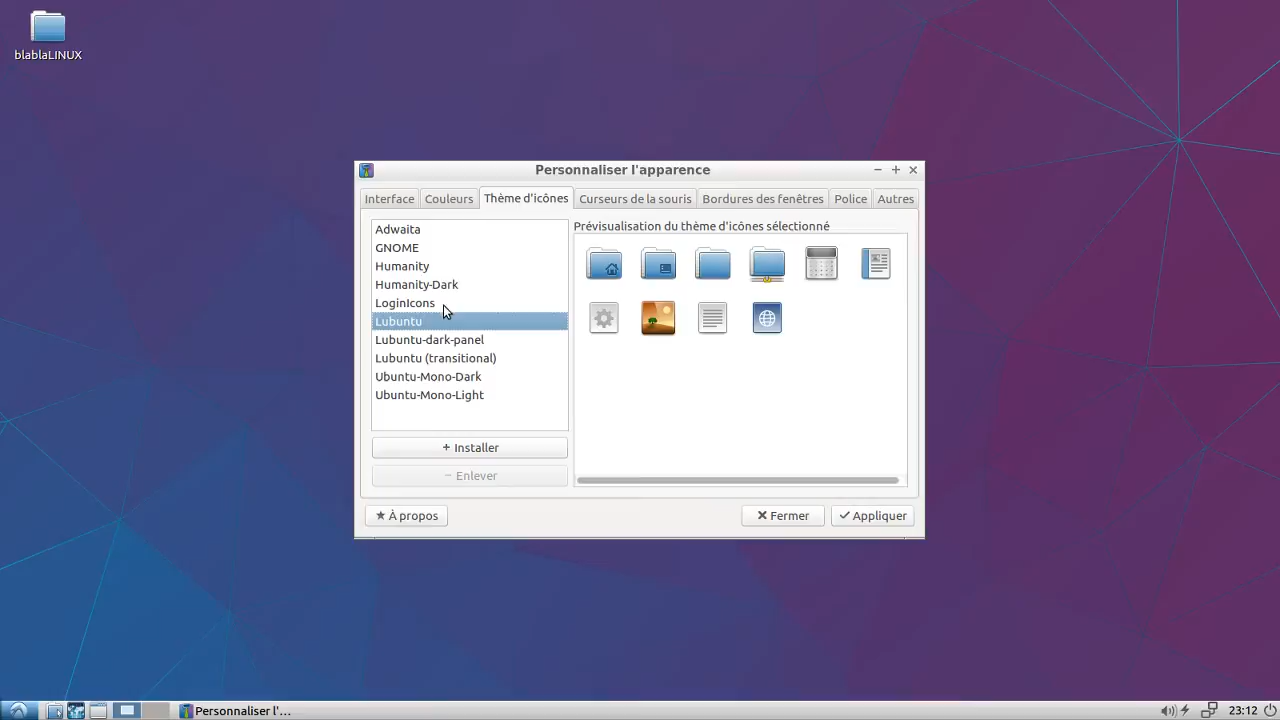 blablaLINUX
Personnaliser l'apparence
Interface
Couleurs
Thème d'icônes
Curseurs de la souris
Bordures des fenêtres
Police
Autres
Adwaita
GNOME
Humanity
Humanity-Dark
LoginIcons
Lubuntu
Lubuntu-dark-panel
Lubuntu (transitional)
Ubuntu-Mono-Dark
Ubuntu-Mono-Light
Installer
Enlever
Prévisualisation du thème d'icônes sélectionné
À propos
Fermer
Appliquer
Personnaliser l'...
23:12